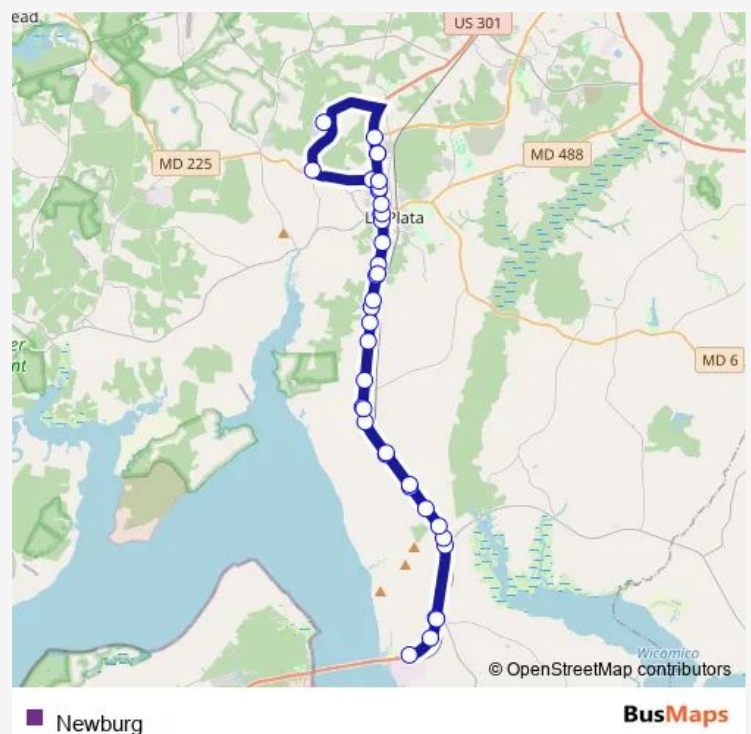 ead
US 301
MD 225
MD 488
La Plata
MD 6
er
nt
Wicomico
© OpenStreetMap contributors
Newburg
BusMaps